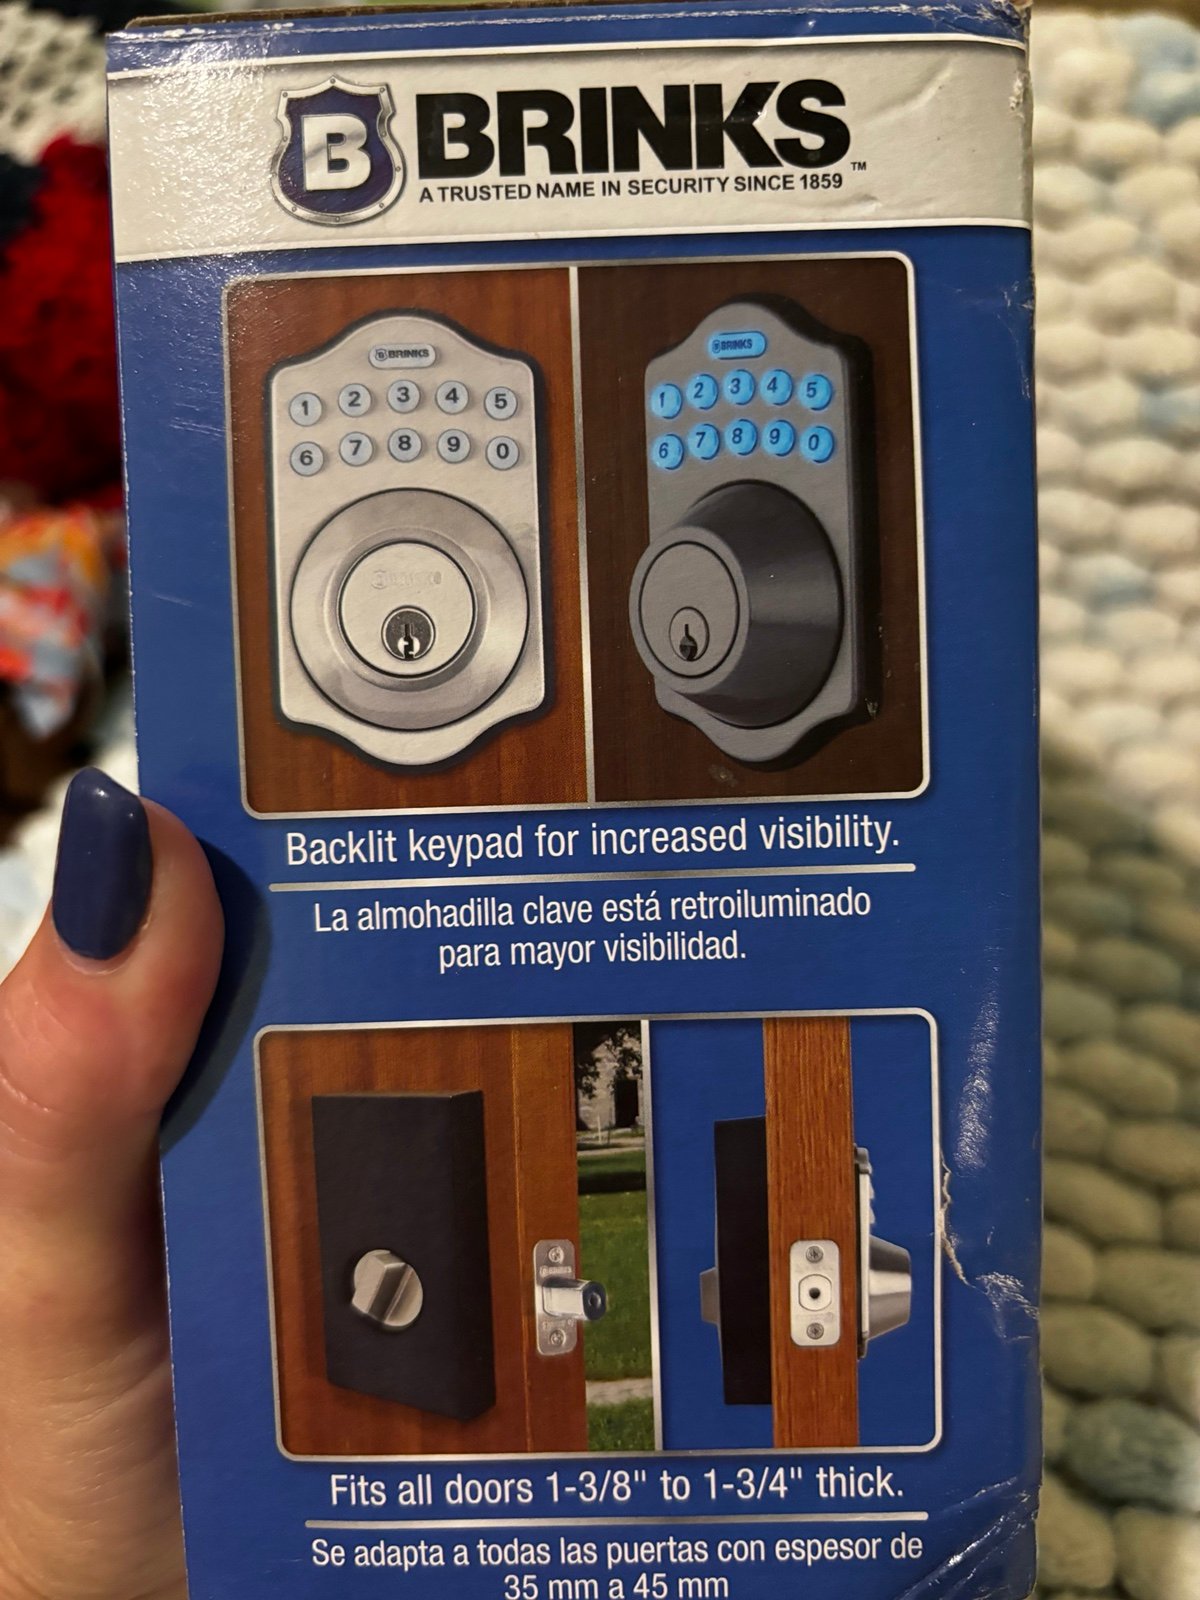 B BRINKS™
A TRUSTED NAME IN SECURITY SINCE 1859
BRINKS
1 2 3 4 5
6 7 8 9 0
BRINKS
1 2 3 4 5
6 7 8 9 0
Backlit keypad for increased visibility.
La almohadilla clave está retroiluminado
para mayor visibilidad.
Fits all doors 1-3/8" to 1-3/4" thick.
Se adapta a todas las puertas con espesor de
35 mm a 45 mm